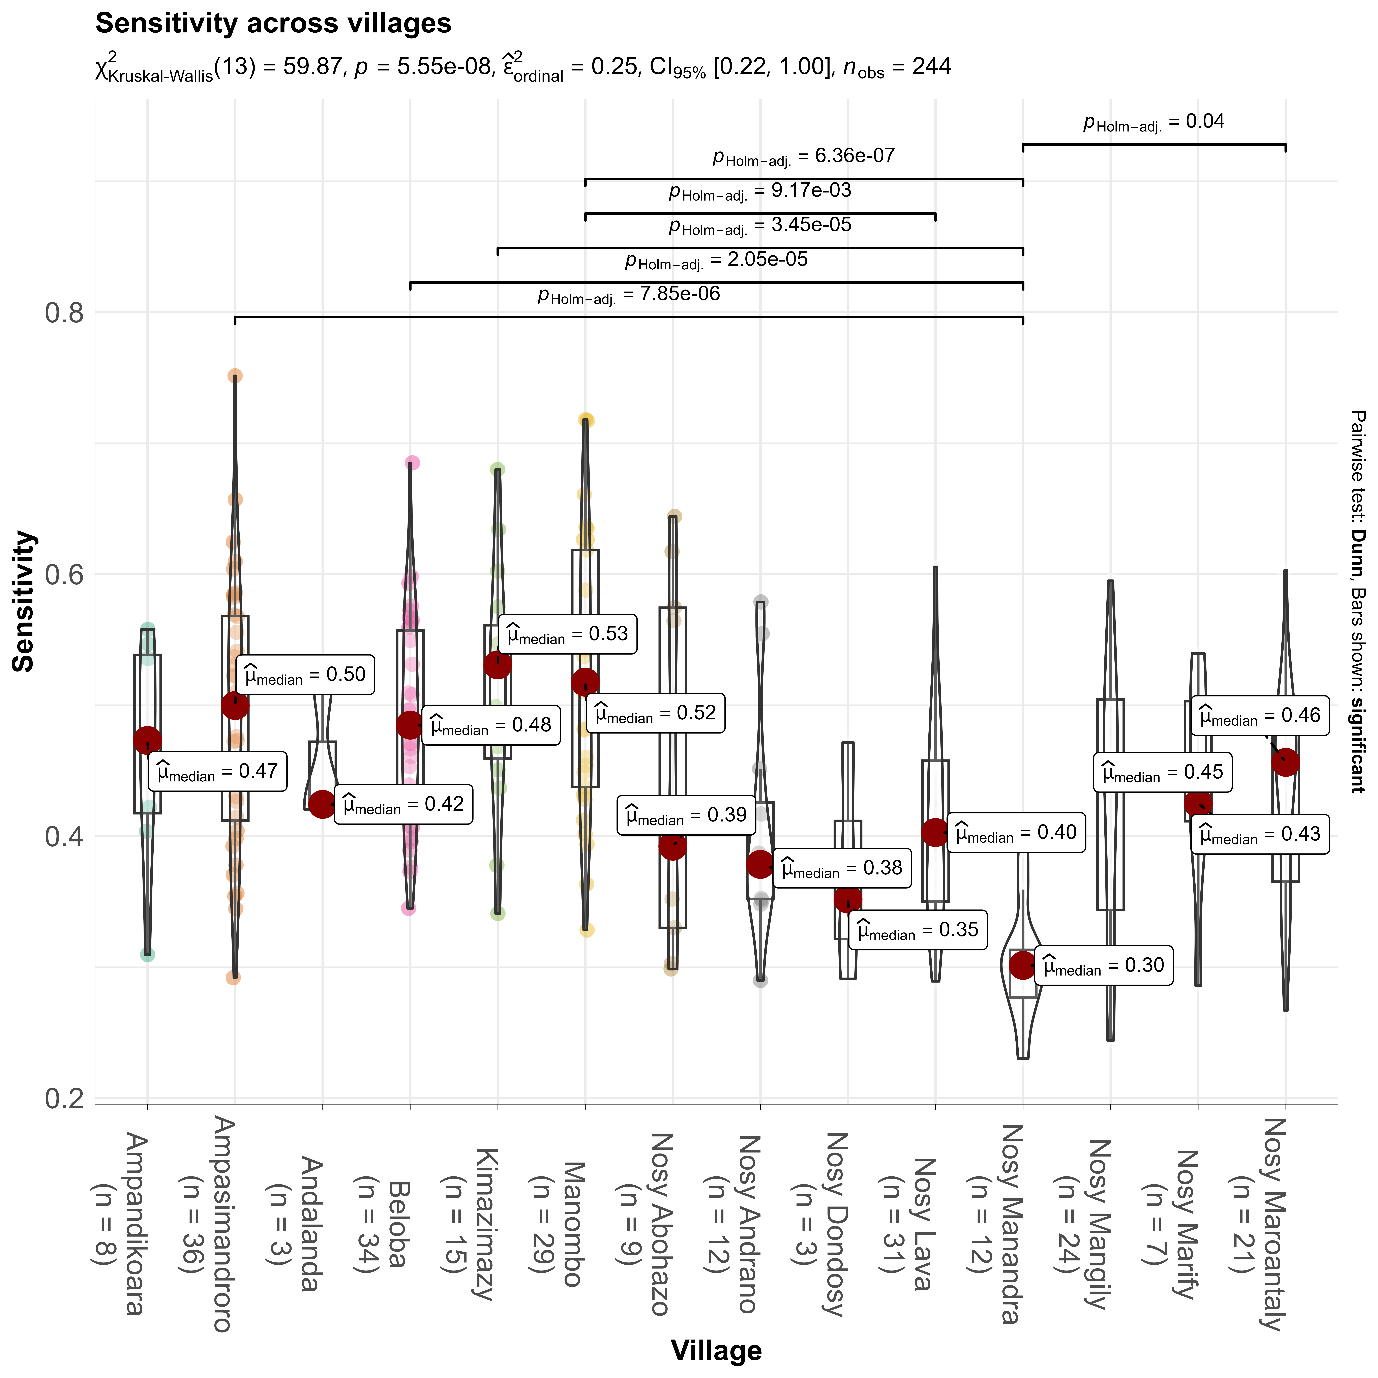 Sensitivity across villages
χ²Kruskal-Wallis(13) = 59.87, p = 5.55e-08, ε̂²ordinal = 0.25, CI95% [0.22, 1.00], nobs = 244
pHolm−adj. = 0.04
pHolm−adj. = 6.36e-07
pHolm−adj. = 9.17e-03
pHolm−adj. = 3.45e-05
pHolm−adj. = 2.05e-05
pHolm−adj. = 7.85e-06
0.8
0.6
0.4
0.2
Sensitivity
μ̂median = 0.47
μ̂median = 0.50
μ̂median = 0.42
μ̂median = 0.48
μ̂median = 0.53
μ̂median = 0.52
μ̂median = 0.39
μ̂median = 0.38
μ̂median = 0.35
μ̂median = 0.40
μ̂median = 0.30
μ̂median = 0.45
μ̂median = 0.43
μ̂median = 0.46
Pairwise test: Dunn, Bars shown: significant
Ampandikoara
(n = 8)
Ampasimandroro
(n = 36)
Andalanda
(n = 3)
Beloba
(n = 34)
Kimazimazy
(n = 15)
Manombo
(n = 29)
Nosy Abohazo
(n = 9)
Nosy Andrano
(n = 12)
Nosy Dondosy
(n = 3)
Nosy Lava
(n = 31)
Nosy Manandra
(n = 12)
Nosy Mangily
(n = 24)
Nosy Marify
(n = 7)
Nosy Maroantaly
(n = 21)
Village